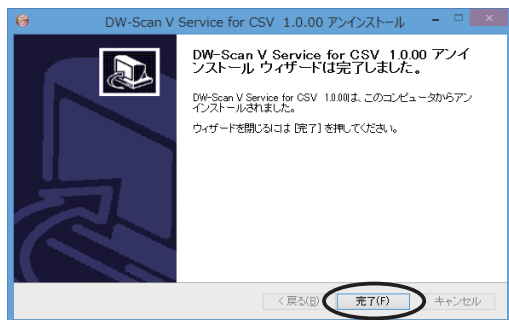 DW-Scan V Service for CSV 1.0.00 アンインストール
DW-Scan V Service for CSV 1.0.00 アンイ
ンストール ウィザードは完了しました。
DW-Scan V Service for CSV 1.0.00は、このコンピュータからアン
インストールされました。
ウィザードを閉じるには [完了] を押してください。
< 戻る(B)
完了(F)
キャンセル